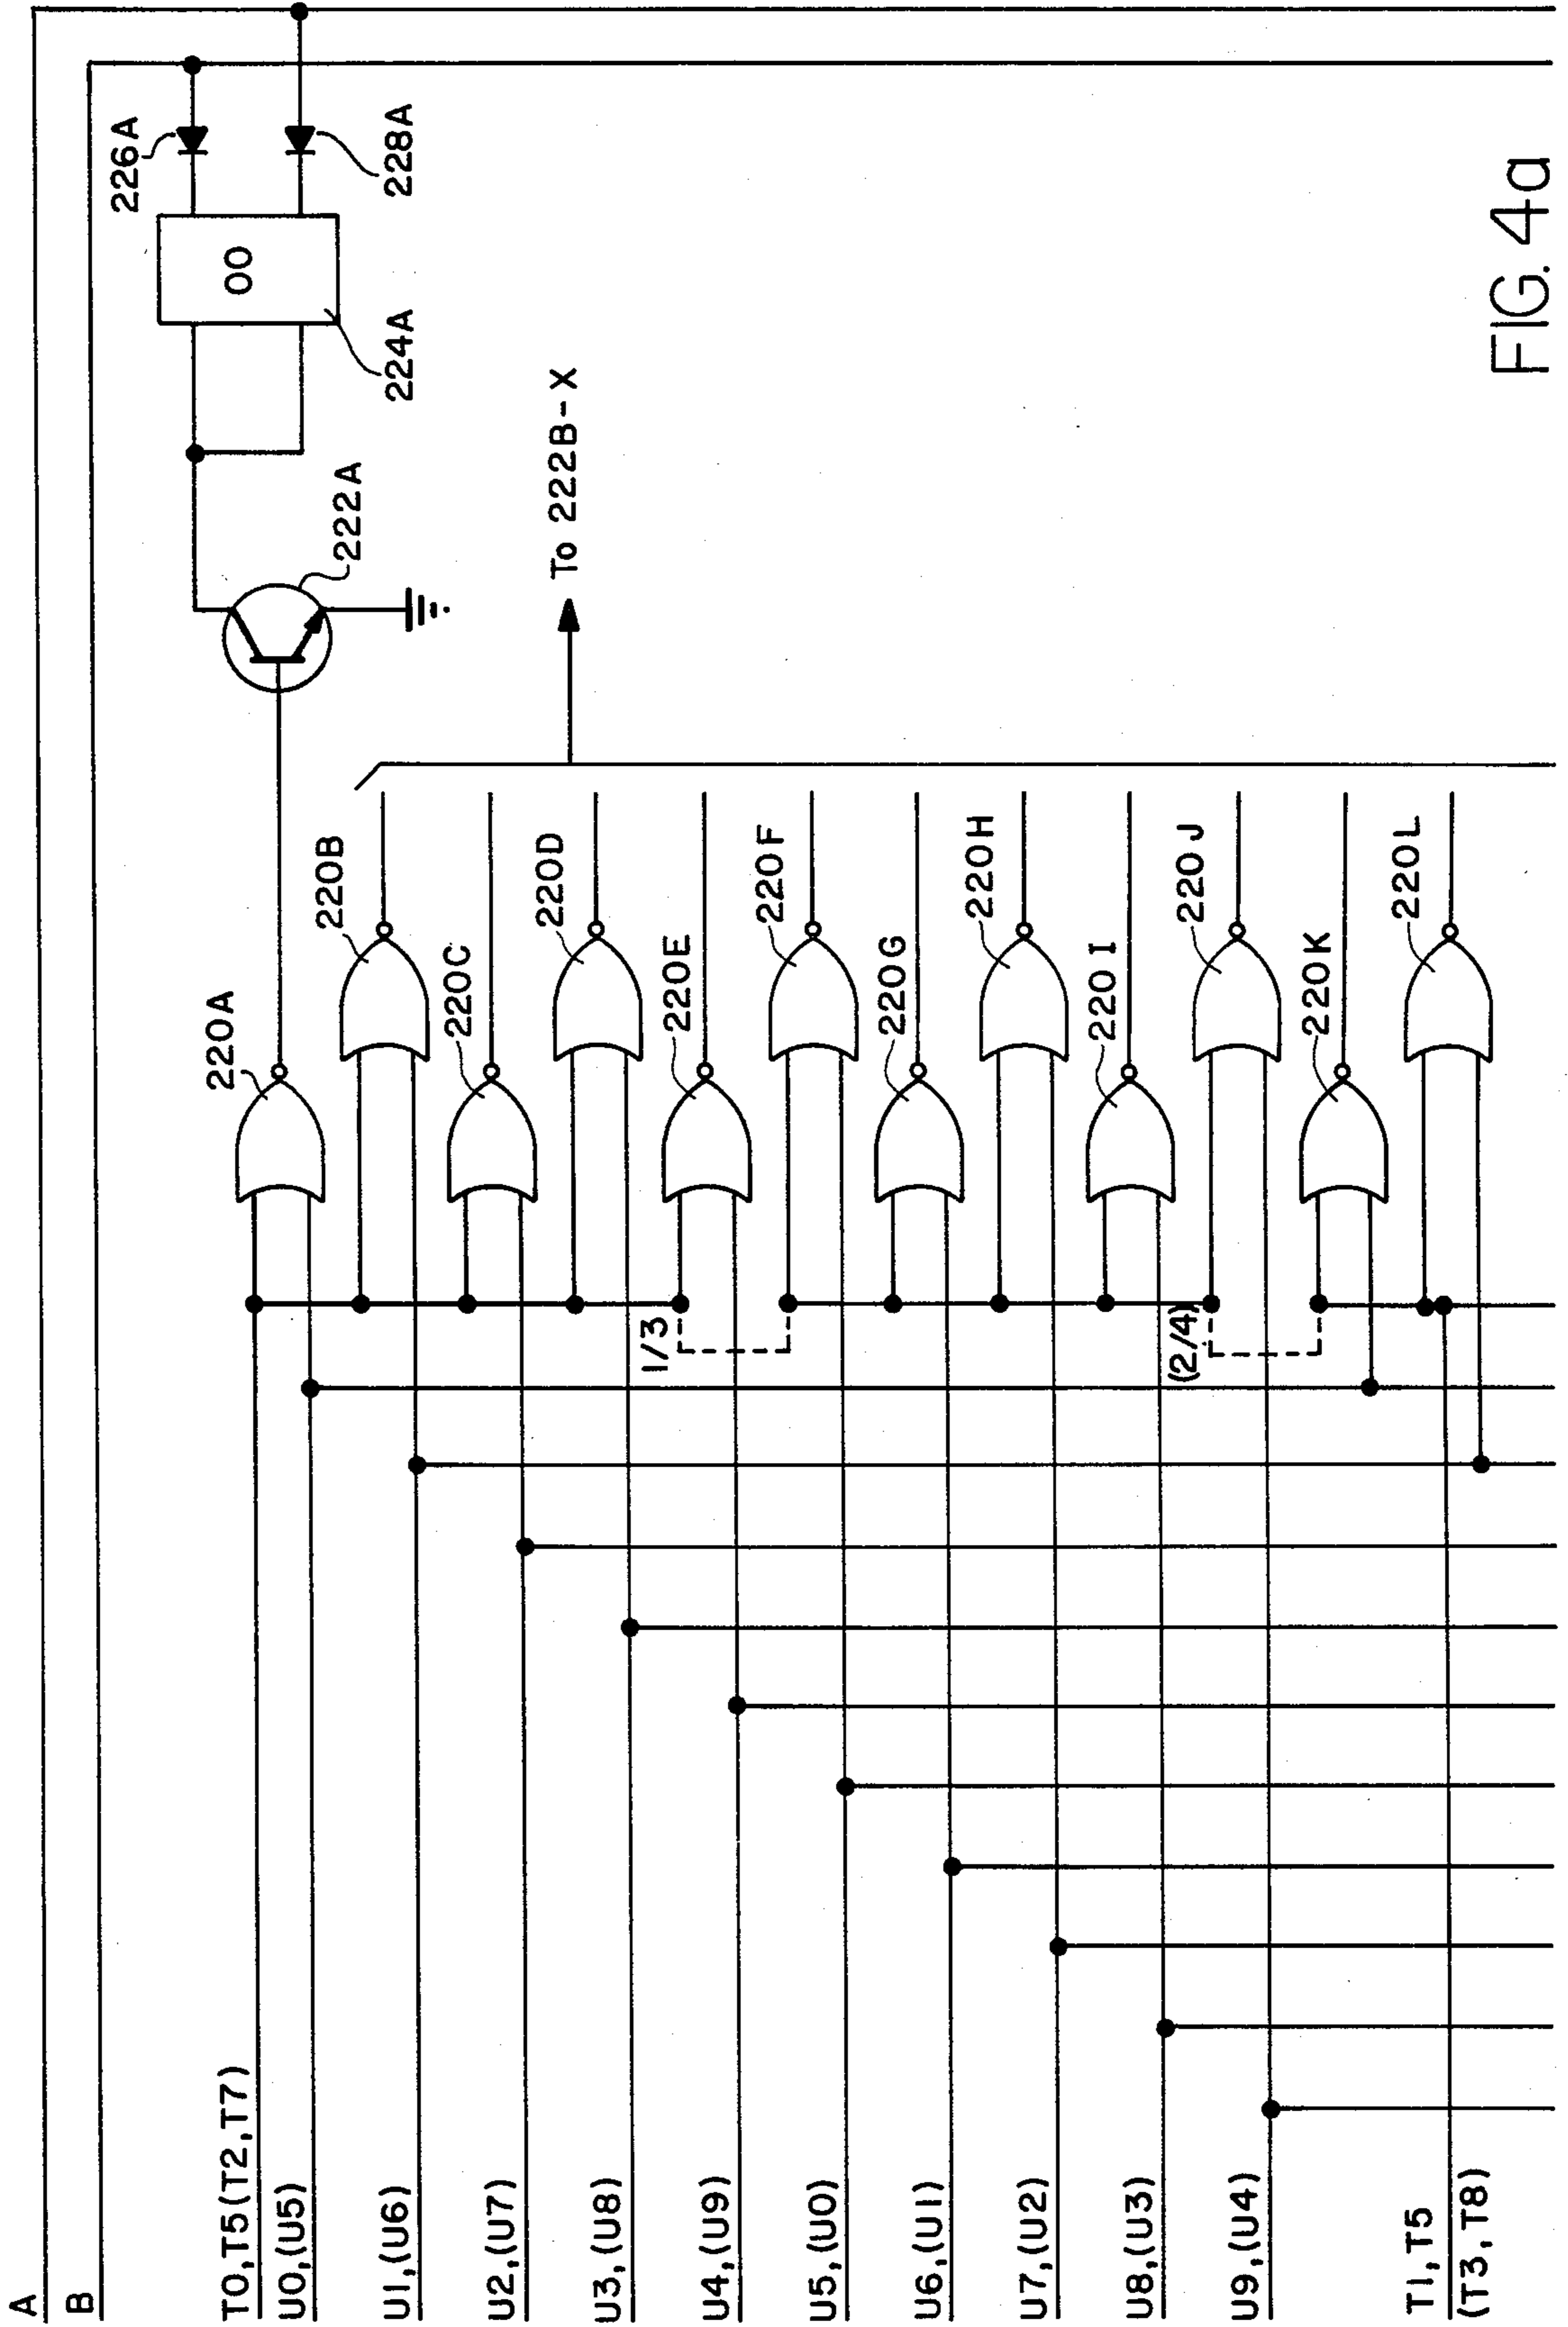 A
B
T0,T5(T2,T7)
U0,(U5)
U1,(U6)
U2,(U7)
U3,(U8)
U4,(U9)
U5,(U0)
U6,(U1)
U7,(U2)
U8,(U3)
U9,(U4)
T1,T5
(T3,T8)
1/3
(2/4)
220A
220B
220C
220D
220E
220F
220G
220H
220I
220J
220K
220L
222A
To 222B-X
224A
00
226A
228A
FIG. 4a